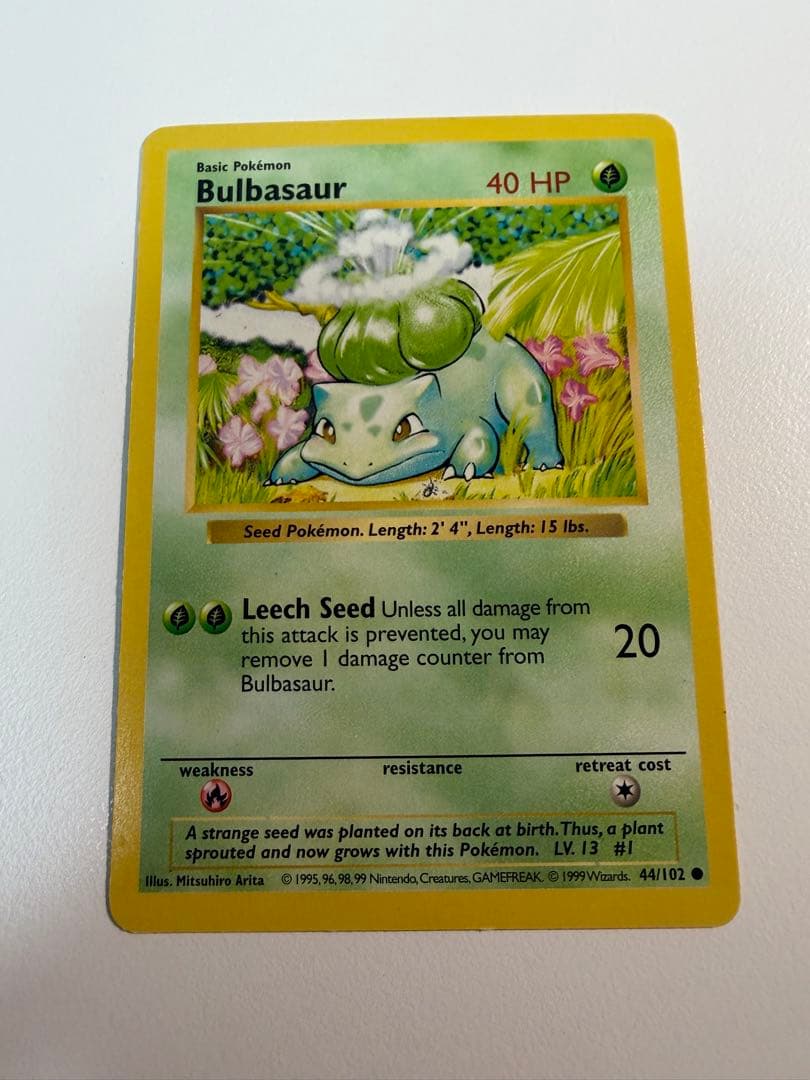 Basic Pokémon
Bulbasaur 40 HP
Seed Pokémon. Length: 2' 4", Length: 15 lbs.
Leech Seed Unless all damage from
this attack is prevented, you may
remove 1 damage counter from
Bulbasaur.
20
weakness resistance retreat cost
A strange seed was planted on its back at birth. Thus, a plant
sprouted and now grows with this Pokémon. LV. 13 #1
Illus. Mitsuhiro Arita © 1995, 96, 98, 99 Nintendo, Creatures, GAMEFREAK. © 1999 Wizards. 44/102